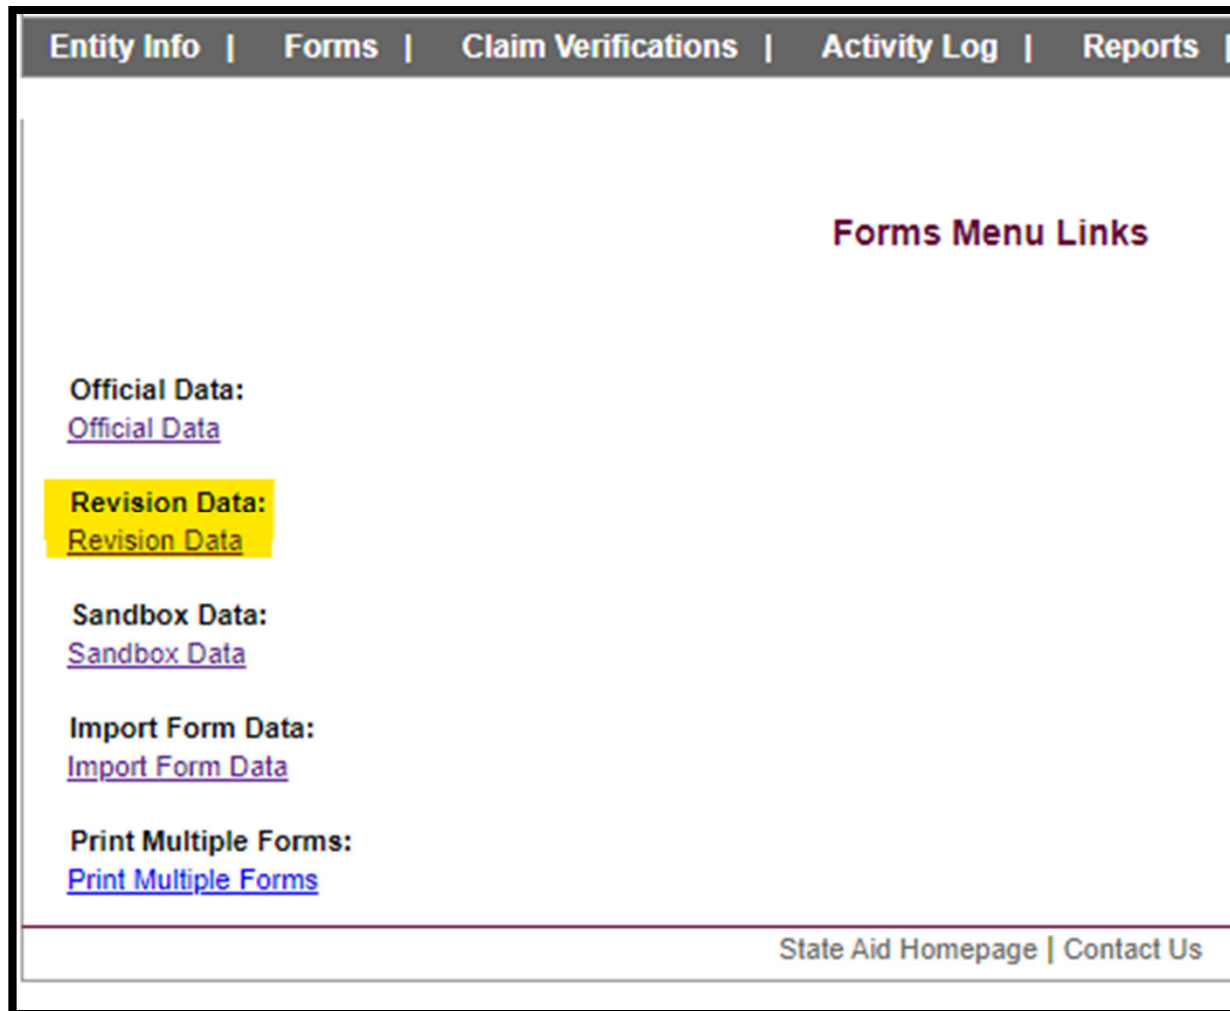 Entity Info | Forms | Claim Verifications | Activity Log | Reports |
Forms Menu Links
Official Data:
Official Data
Revision Data:
Revision Data
Sandbox Data:
Sandbox Data
Import Form Data:
Import Form Data
Print Multiple Forms:
Print Multiple Forms
State Aid Homepage | Contact Us